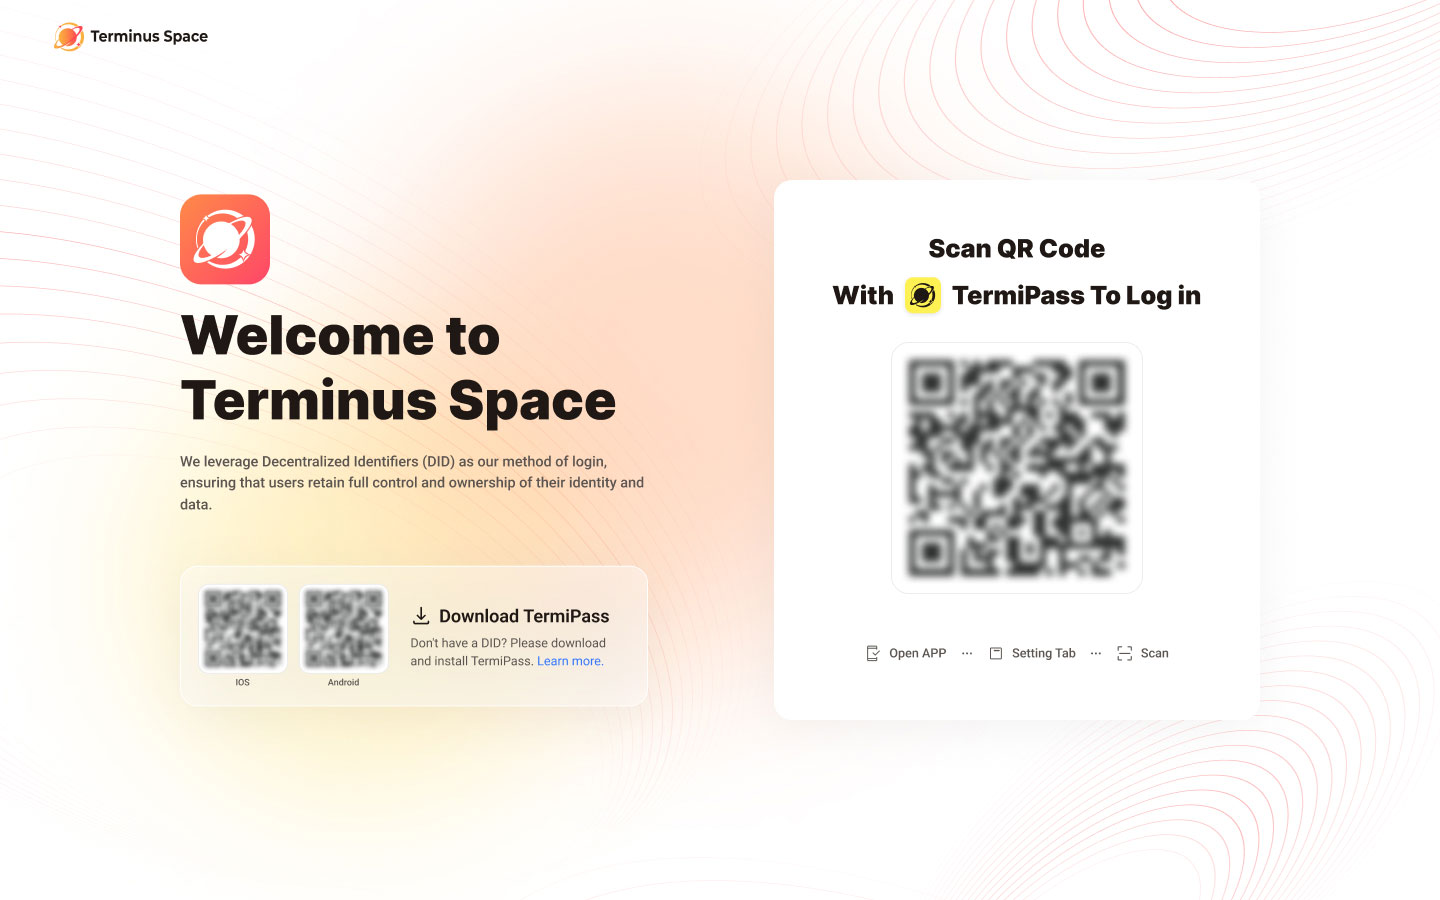 Terminus Space
Welcome to
Terminus Space
We leverage Decentralized Identifiers (DID) as our method of login,
ensuring that users retain full control and ownership of their identity and
data.
IOS
Android
Download TermiPass
Don't have a DID? Please download
and install TermiPass. Learn more.
Scan QR Code
With TermiPass To Log in
Open APP ··· Setting Tab ··· Scan